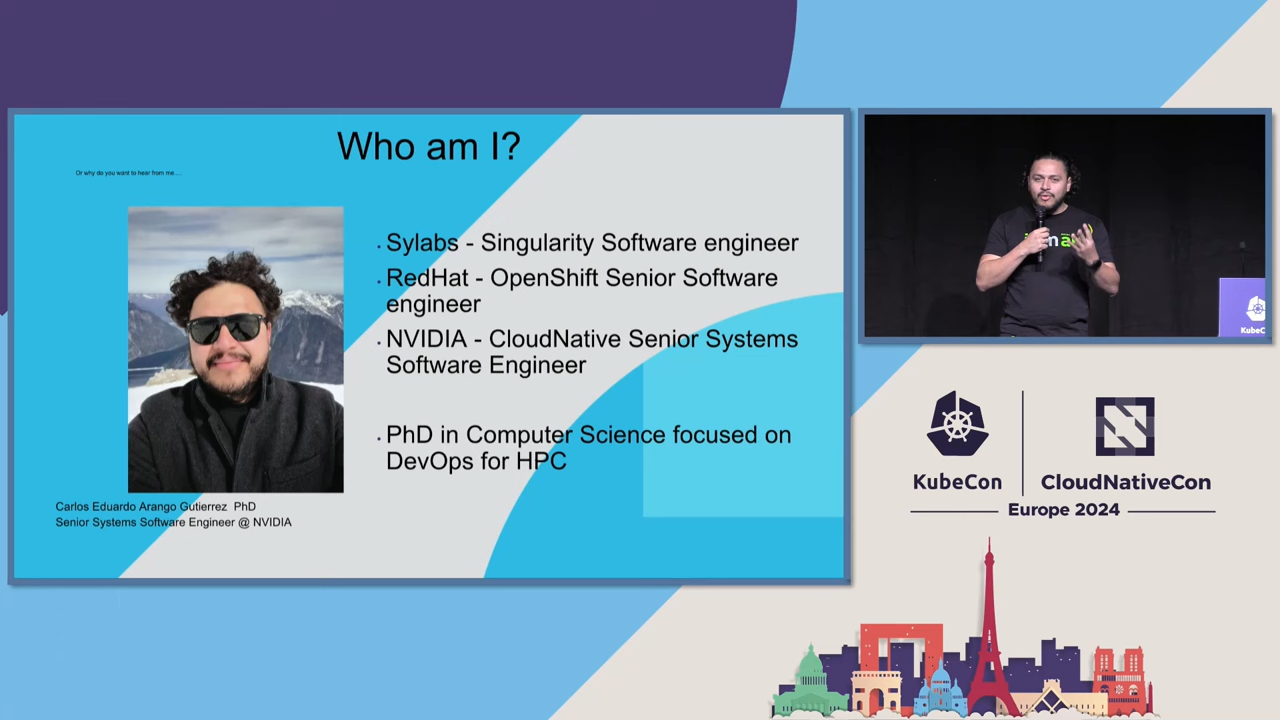 Who am I?
Or why do you want to hear from me ...
· Sylabs - Singularity Software engineer
· RedHat - OpenShift Senior Software
engineer
· NVIDIA - CloudNative Senior Systems
Software Engineer
· PhD in Computer Science focused on
DevOps for HPC
Carlos Eduardo Arango Gutierrez PhD
Senior Systems Software Engineer @ NVIDIA
KubeCon
CloudNativeCon
Europe 2024